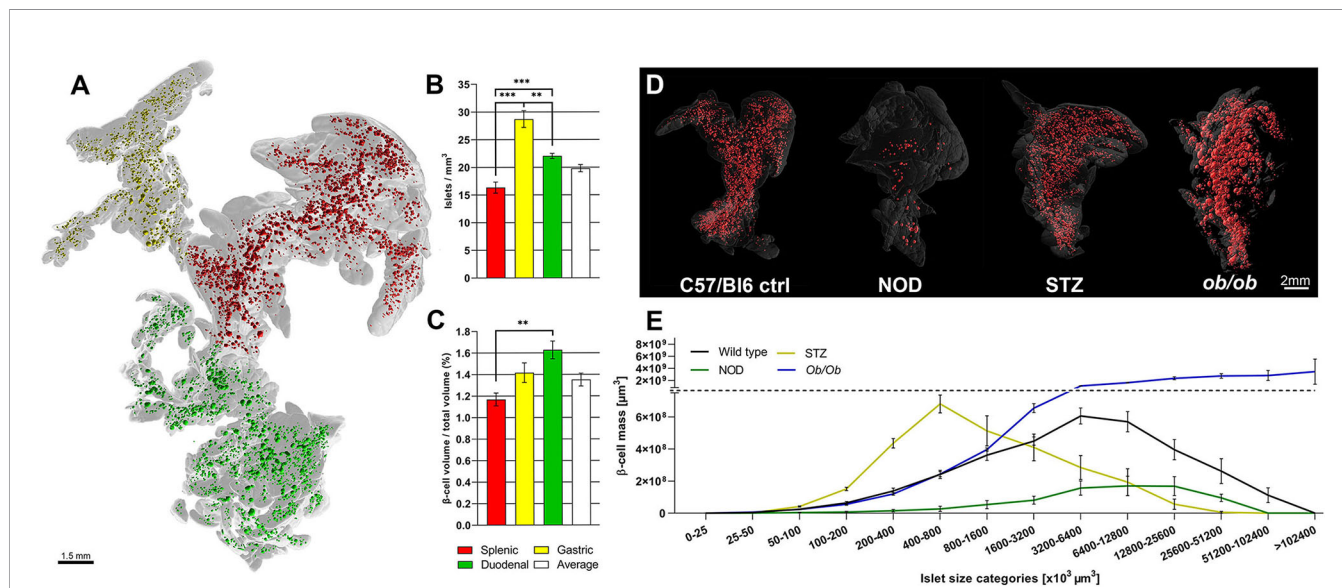 A
1.5 mm
B
***
*** **
Islets / mm³
35
30
25
20
15
10
5
0
C
**
β-cell volume / total volume (%)
1.8
1.6
1.4
1.2
1.0
0.8
0.6
0.4
0.2
0.0
Splenic Gastric
Duodenal Average
D
C57/Bl6 ctrl NOD STZ ob/ob
2mm
E
Wild type STZ
NOD Ob/Ob
β-cell mass [µm³]
8×10⁹
6×10⁹
4×10⁹
2×10⁹
6×10⁸
4×10⁸
2×10⁸
0
0-25 25-50 50-100 100-200 200-400 400-800 800-1600 1600-3200 3200-6400 6400-12800 12800-25600 25600-51200 51200-102400 >102400
Islet size categories [x10³ µm³]